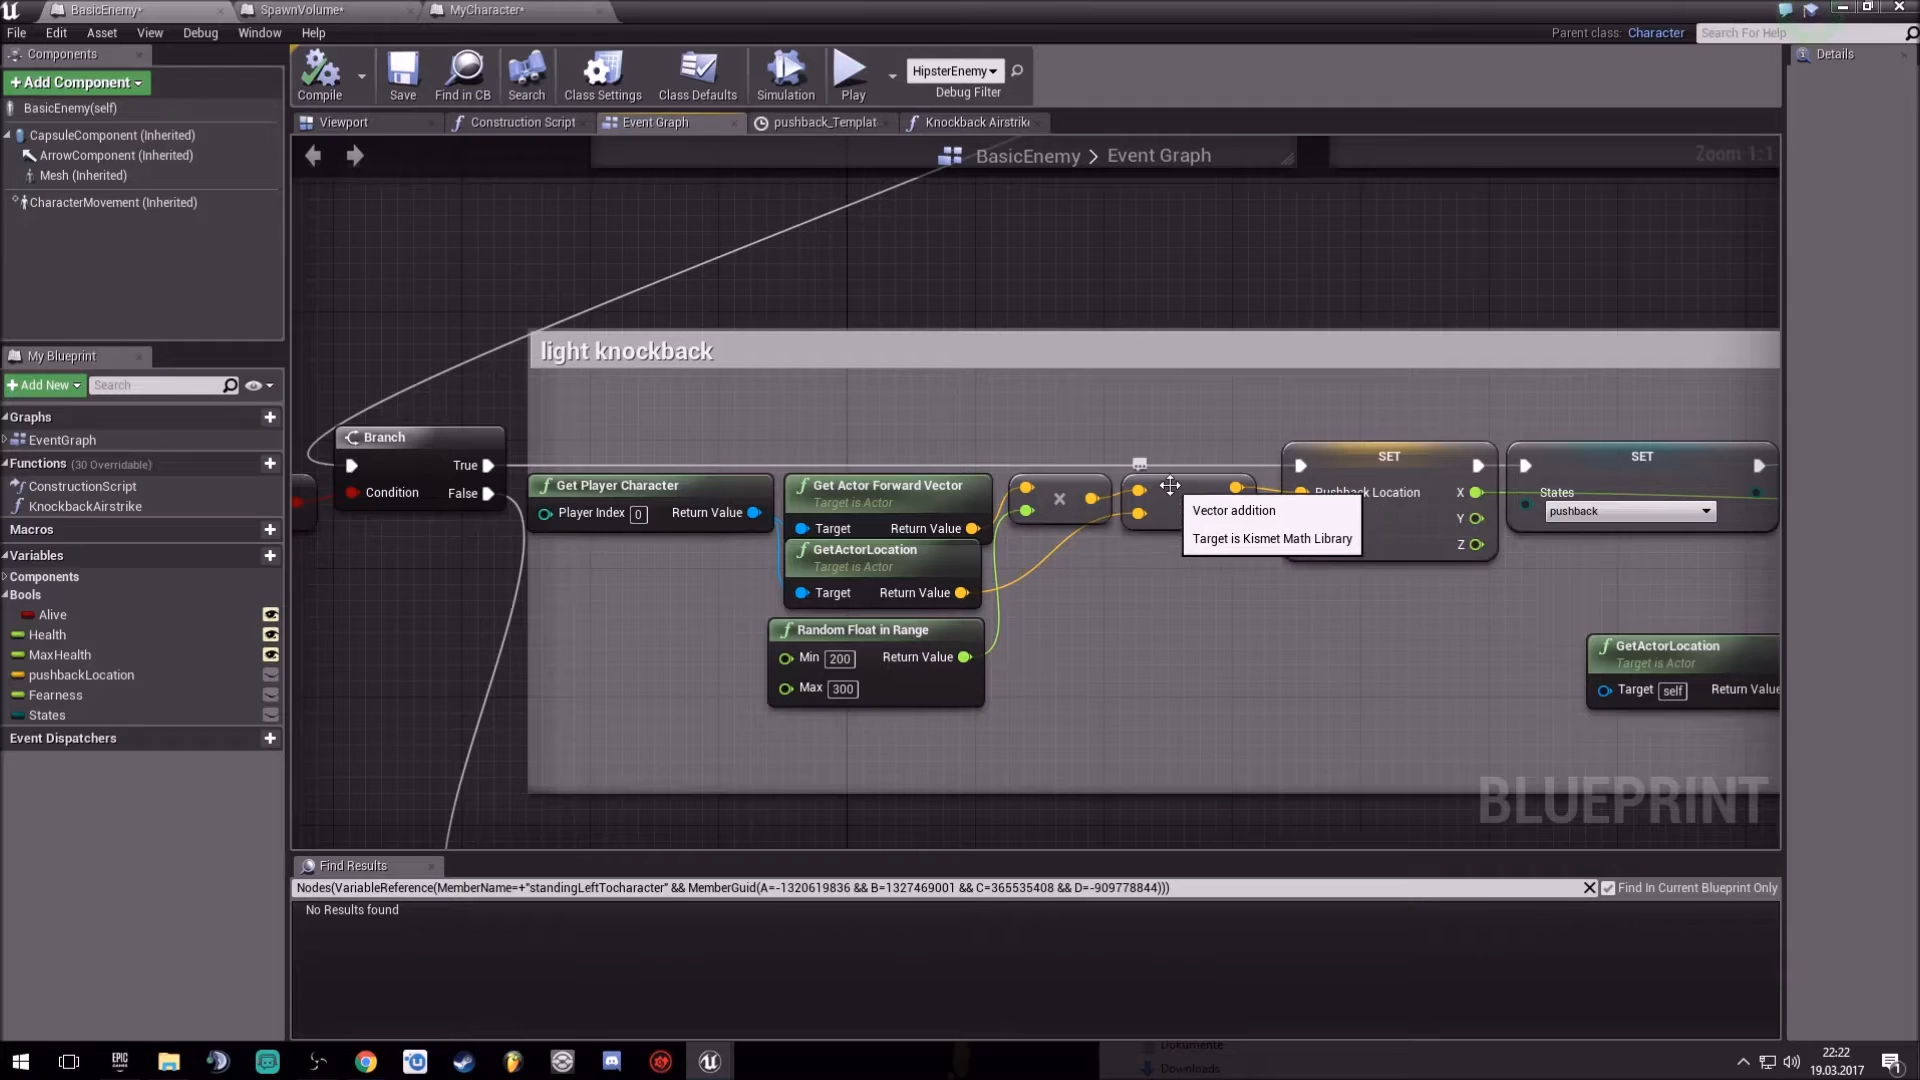 BasicEnemy*
SpawnVolume*
MyCharacter*
File Edit Asset View Debug Window Help
Parent class: Character
Search For Help
Components
+Add Component
BasicEnemy(self)
CapsuleComponent (Inherited)
ArrowComponent (Inherited)
Mesh (Inherited)
CharacterMovement (Inherited)
Compile
Save
Find in CB
Search
Class Settings
Class Defaults
Simulation
Play
HipsterEnemy
Debug Filter
Details
Viewport
Construction Script
Event Graph
pushback_Templat
Knockback Airstrike
BasicEnemy > Event Graph
Zoom 1:1
My Blueprint
+Add New
Search
Graphs
EventGraph
Functions (30 Overridable)
ConstructionScript
KnockbackAirstrike
Macros
Variables
Components
Bools
Alive
Health
MaxHealth
pushbackLocation
Fearness
States
Event Dispatchers
light knockback
Branch
True
Condition
False
Get Player Character
Player Index 0
Return Value
Get Actor Forward Vector
Target is Actor
Target
Return Value
GetActorLocation
Target is Actor
Target
Return Value
Random Float in Range
Min 200
Return Value
Max 300
Vector addition
Target is Kismet Math Library
SET
Pushback Location
X
Y
Z
SET
States
pushback
GetActorLocation
Target is Actor
Target self
Return Value
BLUEPRINT
Find Results
Nodes(VariableReference(MemberName=+"standingLeftTocharacter" && MemberGuid(A=-1320619836 && B=1327469001 && C=365535408 && D=-909778844)))
Find In Current Blueprint Only
No Results found
EPIC GAMES
Dokumente
Downloads
22:22
19.03.2017
1